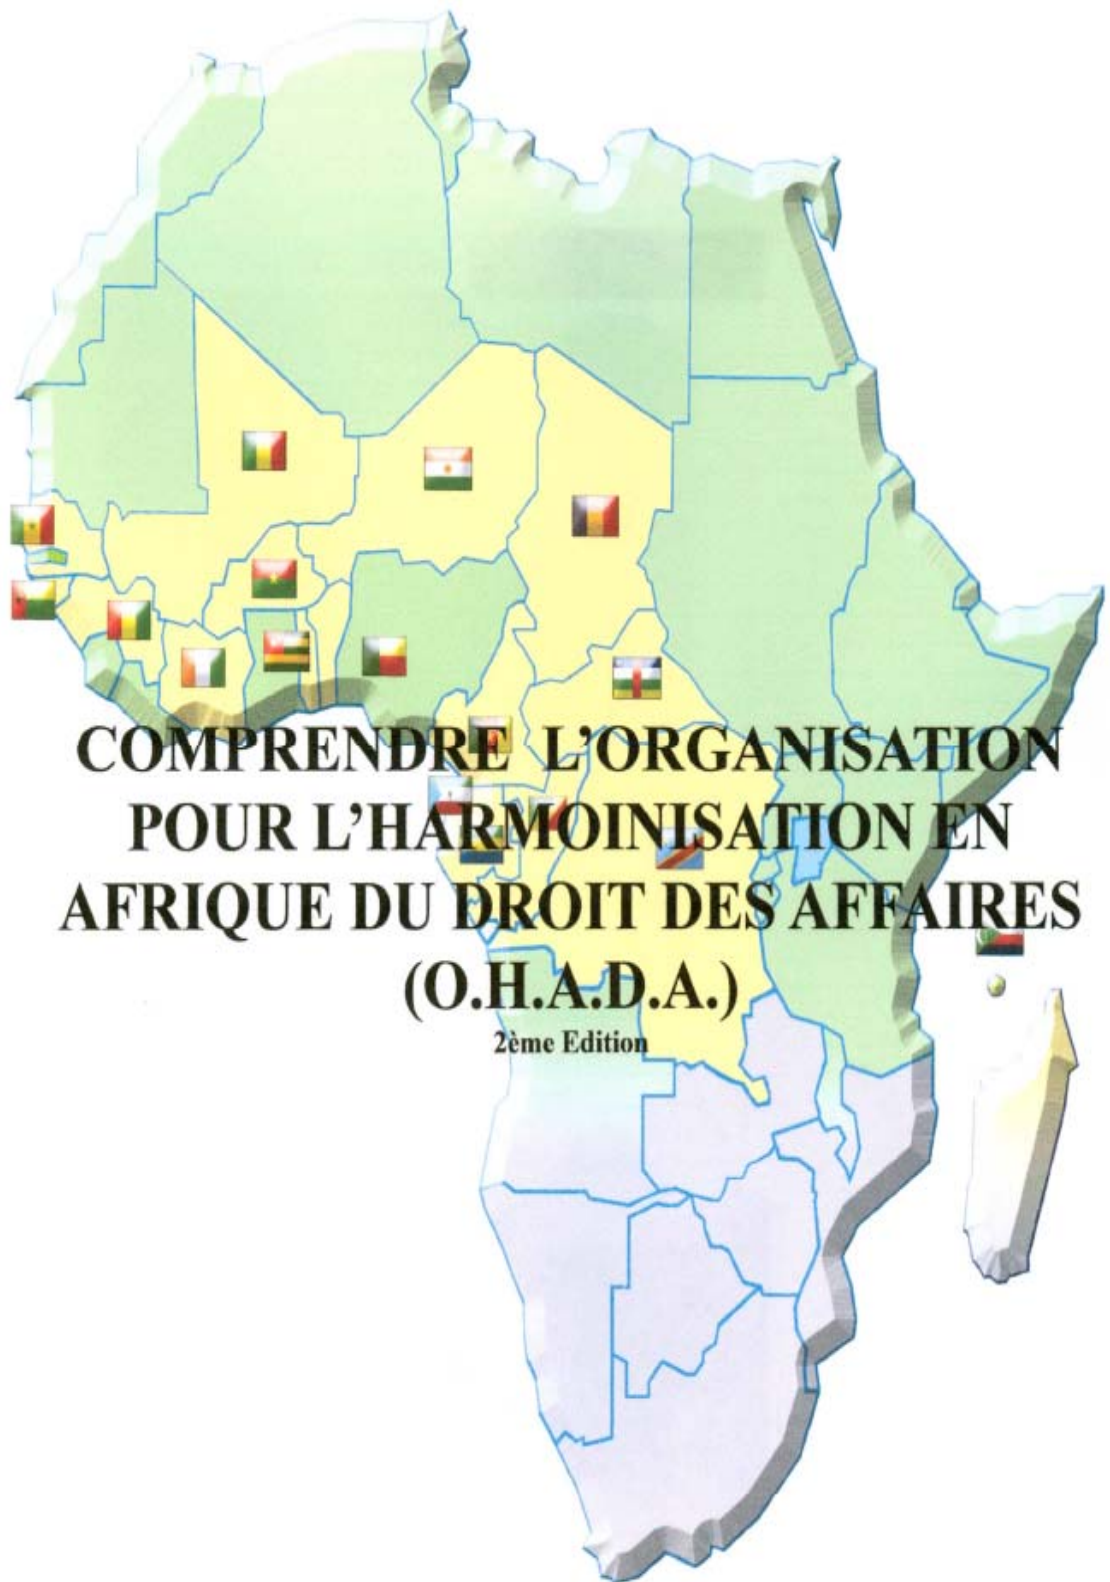 COMPRENDRE L'ORGANISATION
POUR L'HARMOINISATION EN
AFRIQUE DU DROIT DES AFFAIRES
(O.H.A.D.A.)
2ème Edition